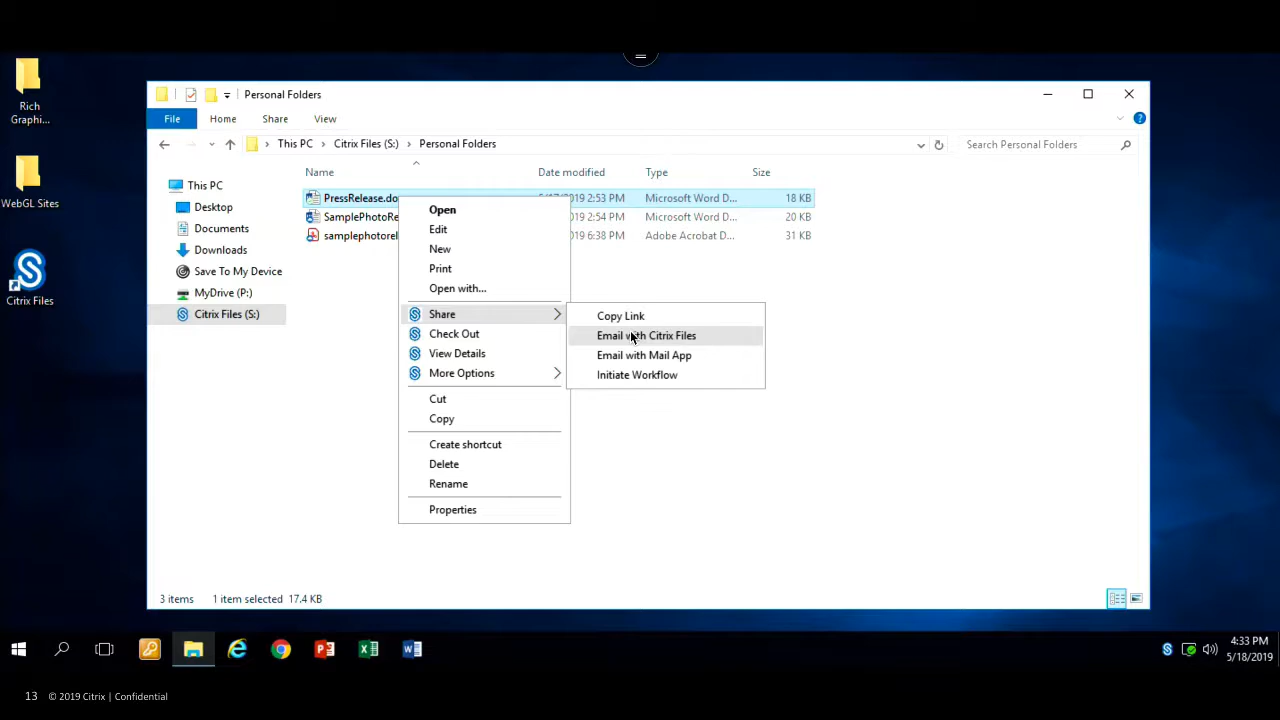 Rich
Graphi...
WebGL Sites
Citrix Files
Personal Folders
File Home Share View
This PC Citrix Files (S:) Personal Folders
Search Personal Folders
Name Date modified Type Size
This PC
Desktop
Documents
Downloads
Save To My Device
MyDrive (P:)
Citrix Files (S:)
PressRelease.do 2:53 PM Microsoft Word D... 18 KB
SamplePhotoRe 2:54 PM Microsoft Word D... 20 KB
samplephotorel 6:38 PM Adobe Acrobat D... 31 KB
Open
Edit
New
Print
Open with...
Share
Check Out
View Details
More Options
Cut
Copy
Create shortcut
Delete
Rename
Properties
Copy Link
Email with Citrix Files
Email with Mail App
Initiate Workflow
3 items 1 item selected 17.4 KB
4:33 PM
5/18/2019
13 © 2019 Citrix | Confidential